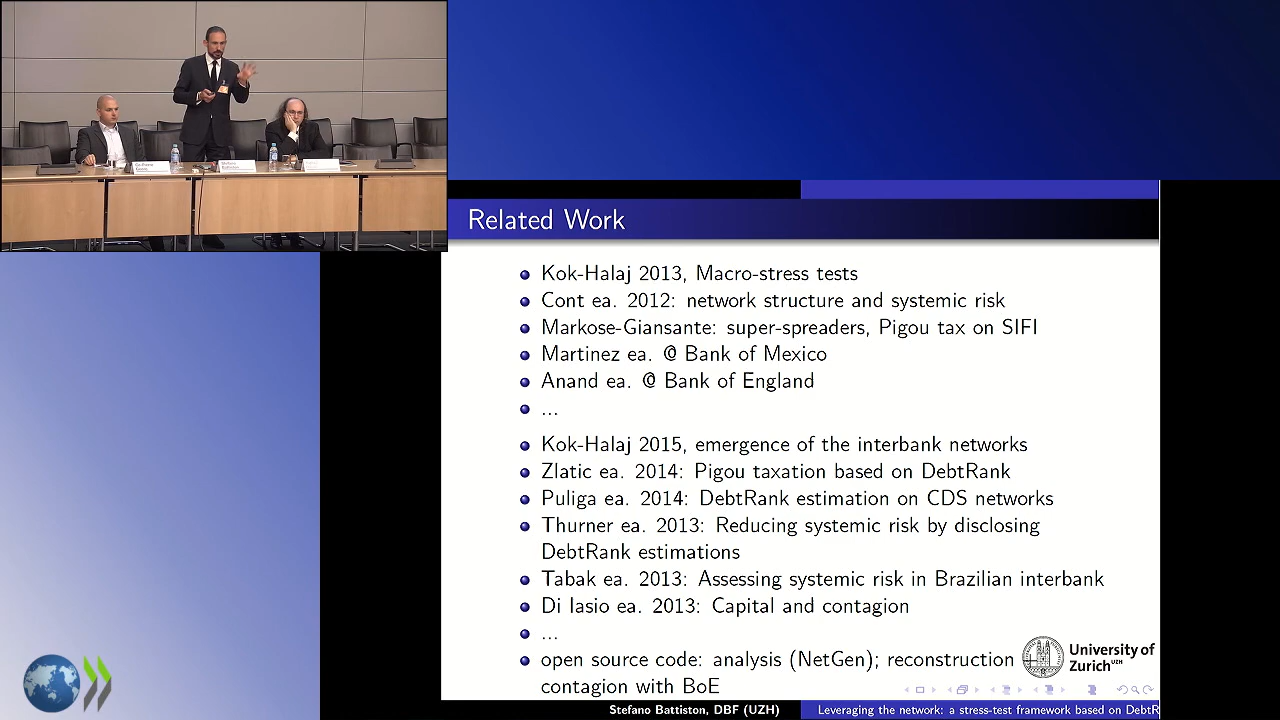 Related Work
Kok-Halaj 2013, Macro-stress tests
Cont ea. 2012: network structure and systemic risk
Markose-Giansante: super-spreaders, Pigou tax on SIFI
Martinez ea. @ Bank of Mexico
Anand ea. @ Bank of England
...
Kok-Halaj 2015, emergence of the interbank networks
Zlatic ea. 2014: Pigou taxation based on DebtRank
Puliga ea. 2014: DebtRank estimation on CDS networks
Thurner ea. 2013: Reducing systemic risk by disclosing
DebtRank estimations
Tabak ea. 2013: Assessing systemic risk in Brazilian interbank
Di Iasio ea. 2013: Capital and contagion
...
open source code: analysis (NetGen); reconstruction
contagion with BoE
University of
Zurich UZH
Stefano Battiston, DBF (UZH)
Leveraging the network: a stress-test framework based on DebtR